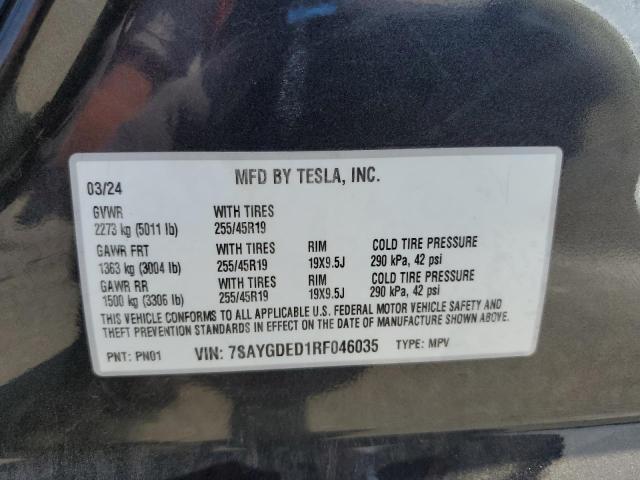 MFD BY TESLA, INC.
03/24
GVWR WITH TIRES
2273 kg (5011 lb) 255/45R19
GAWR FRT WITH TIRES RIM COLD TIRE PRESSURE
1363 kg (3004 lb) 255/45R19 19X9.5J 290 kPa, 42 psi
GAWR RR WITH TIRES RIM COLD TIRE PRESSURE
1500 kg (3306 lb) 255/45R19 19X9.5J 290 kPa, 42 psi
THIS VEHICLE CONFORMS TO ALL APPLICABLE U.S. FEDERAL MOTOR VEHICLE SAFETY AND
THEFT PREVENTION STANDARDS IN EFFECT ON THE DATE OF MANUFACTURE SHOWN ABOVE.
PNT: PN01 VIN: 7SAYGDED1RF046035 TYPE: MPV